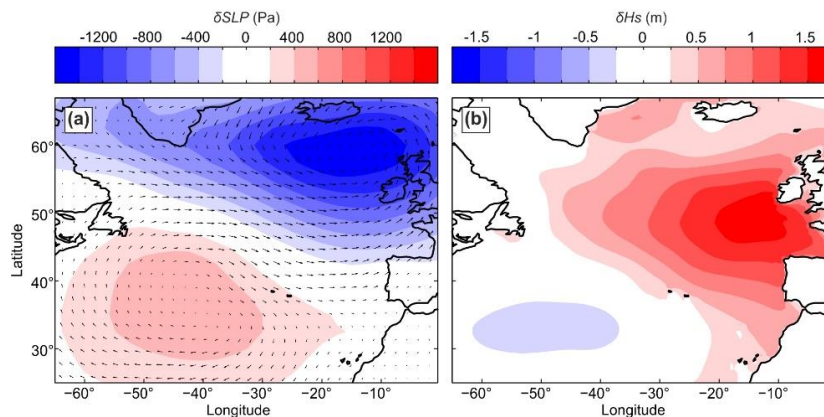 δSLP (Pa)
-1200 -800 -400 0 400 800 1200
δHs (m)
-1.5 -1 -0.5 0 0.5 1 1.5
(a)
(b)
Latitude
60°
50°
40°
30°
−60° −50° −40° −30° −20° −10°
Longitude
−60° −50° −40° −30° −20° −10° 0°
Longitude